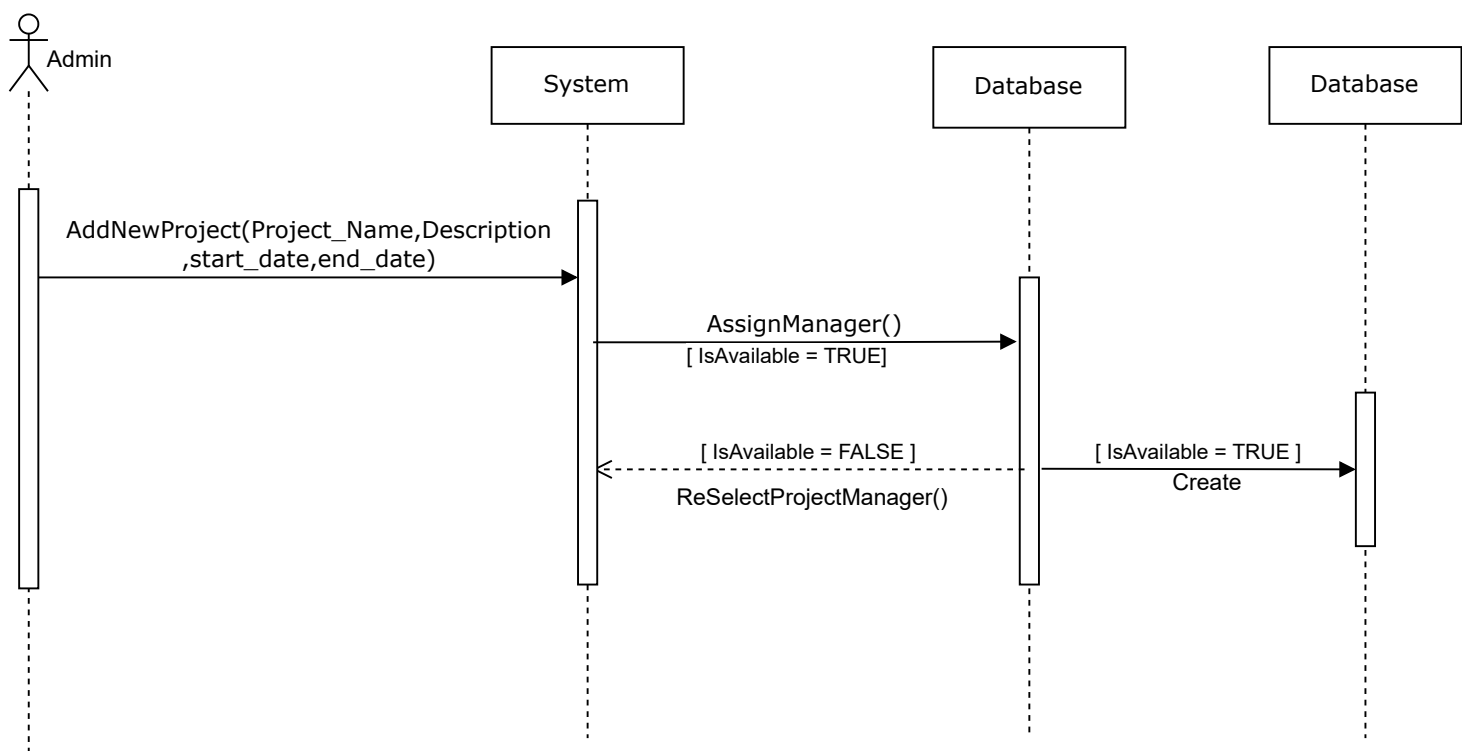 Admin
System
Database
Database
AddNewProject(Project_Name,Description
,start_date,end_date)
AssignManager()
[ IsAvailable = TRUE]
[ IsAvailable = FALSE ]
ReSelectProjectManager()
[ IsAvailable = TRUE ]
Create